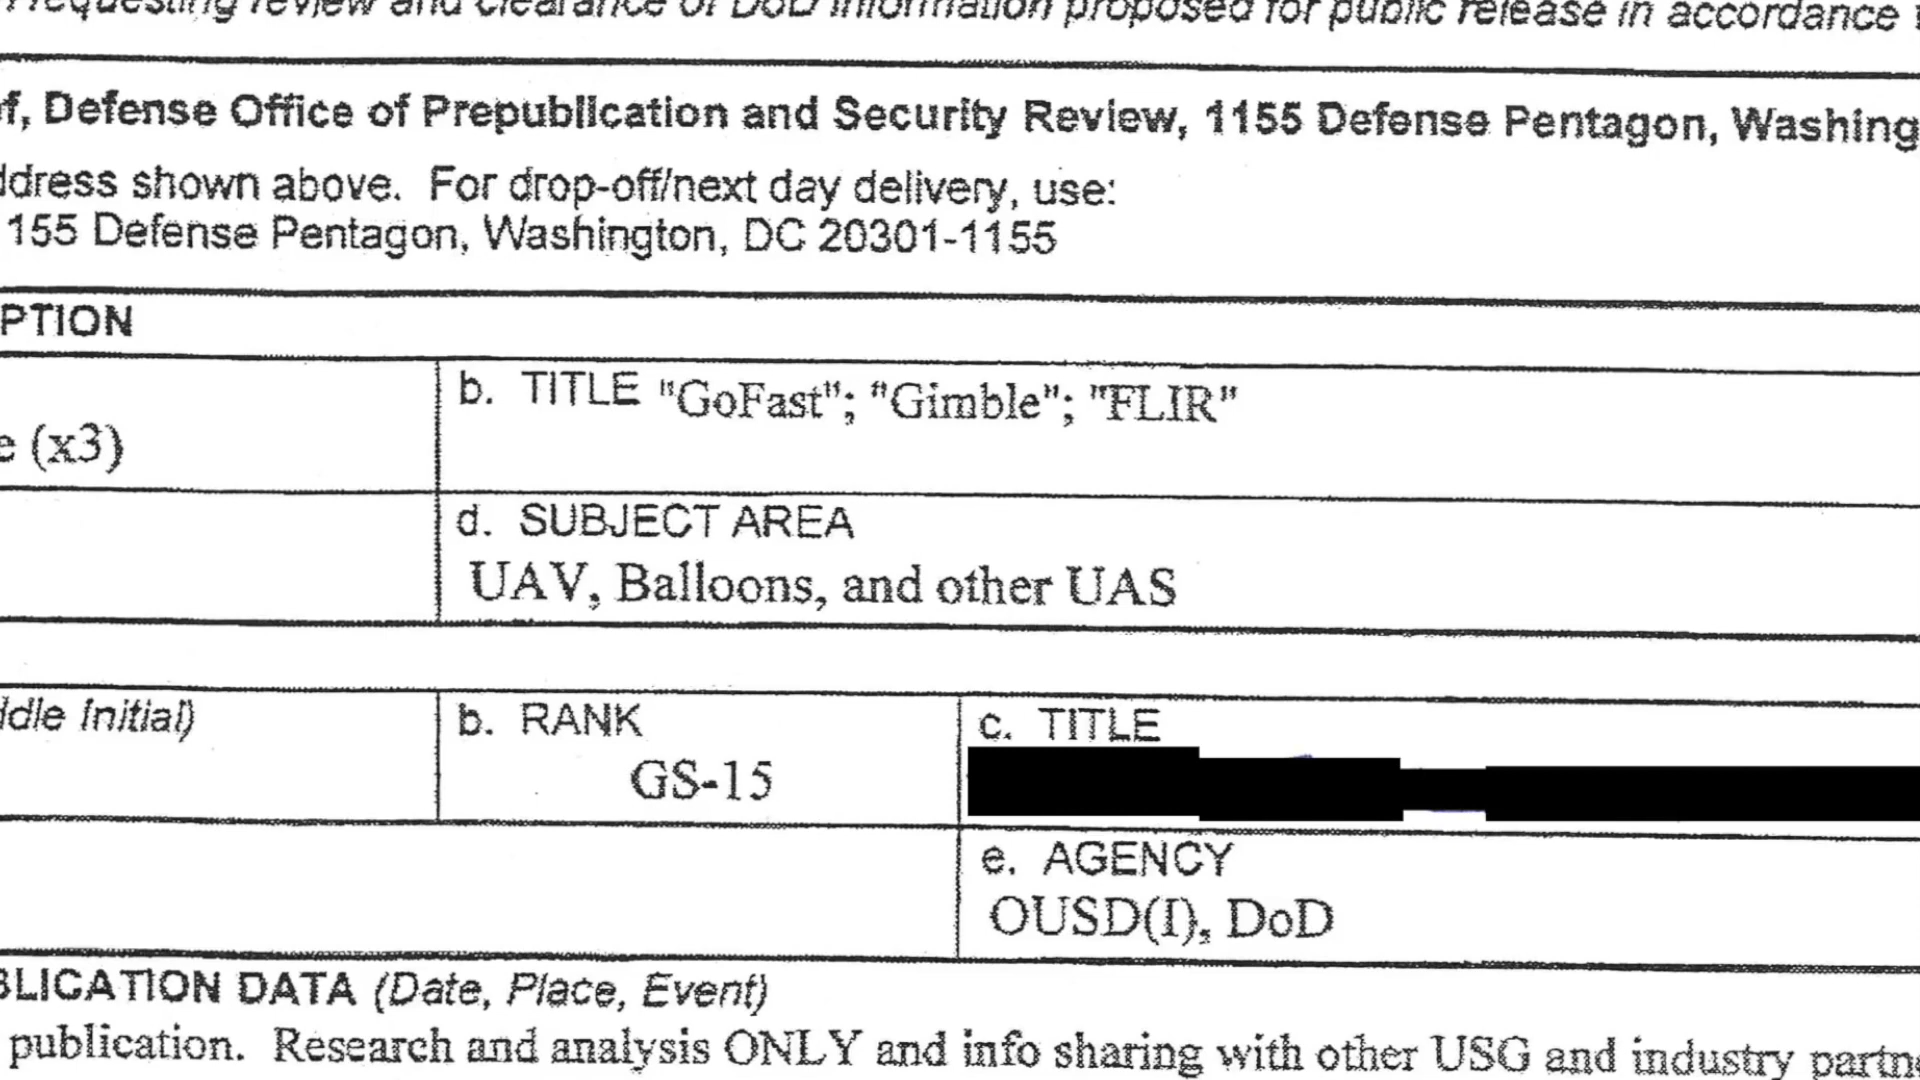 Requesting review and clearance of DoD information proposed for public release in accordance
Defense Office of Prepublication and Security Review, 1155 Defense Pentagon, Washing
ddress shown above. For drop-off/next day delivery, use:
155 Defense Pentagon, Washington, DC 20301-1155
PTION
b. TITLE "GoFast"; "Gimble"; "FLIR"
e (x3)
d. SUBJECT AREA
UAV, Balloons, and other UAS
ddle Initial)
b. RANK
GS-15
c. TITLE
e. AGENCY
OUSD(I), DoD
BLICATION DATA (Date, Place, Event)
publication. Research and analysis ONLY and info sharing with other USG and industry partne